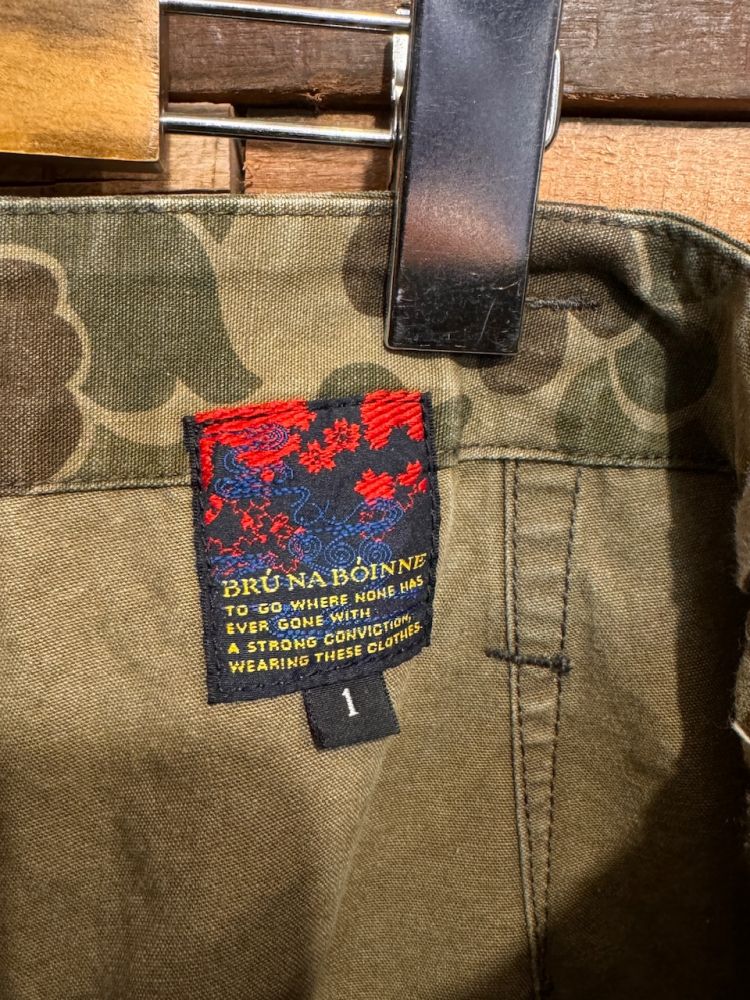 BRÚ NA BÓINNE
TO GO WHERE NONE HAS
EVER GONE WITH
A STRONG CONVICTION,
WEARING THESE CLOTHES.
1